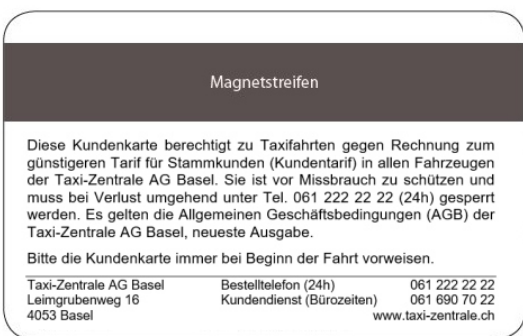 Magnetstreifen
Diese Kundenkarte berechtigt zu Taxifahrten gegen Rechnung zum
günstigeren Tarif für Stammkunden (Kundentarif) in allen Fahrzeugen
der Taxi-Zentrale AG Basel. Sie ist vor Missbrauch zu schützen und
muss bei Verlust umgehend unter Tel. 061 222 22 22 (24h) gesperrt
werden. Es gelten die Allgemeinen Geschäftsbedingungen (AGB) der
Taxi-Zentrale AG Basel, neueste Ausgabe.
Bitte die Kundenkarte immer bei Beginn der Fahrt vorweisen.
Taxi-Zentrale AG Basel Bestelltelefon (24h) 061 222 22 22
Leimgrubenweg 16 Kundendienst (Bürozeiten) 061 690 70 22
4053 Basel www.taxi-zentrale.ch